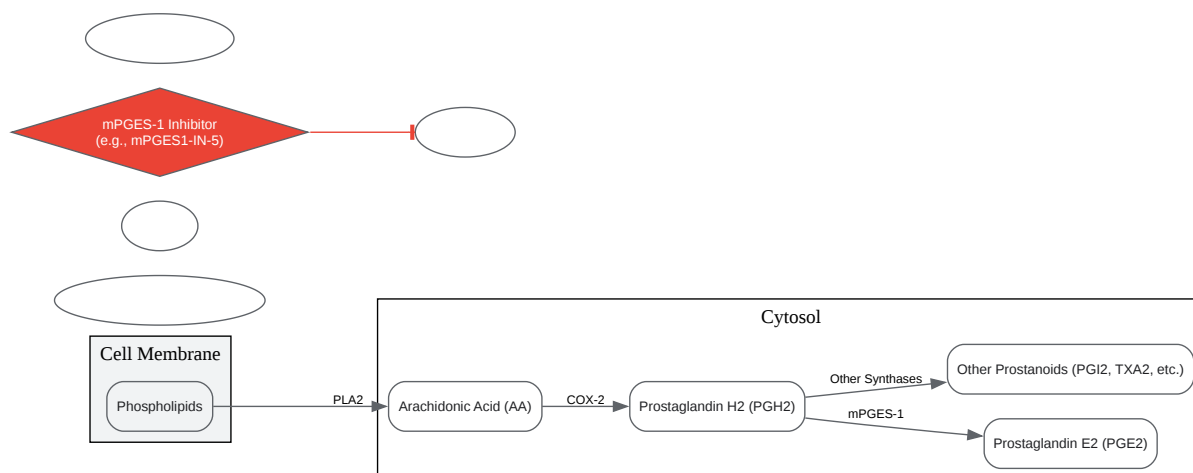 mPGES-1 Inhibitor
(e.g., mPGES1-IN-5)
Cytosol
Cell Membrane
Phospholipids
PLA2
Arachidonic Acid (AA)
COX-2
Prostaglandin H2 (PGH2)
Other Synthases
Other Prostanoids (PGI2, TXA2, etc.)
mPGES-1
Prostaglandin E2 (PGE2)